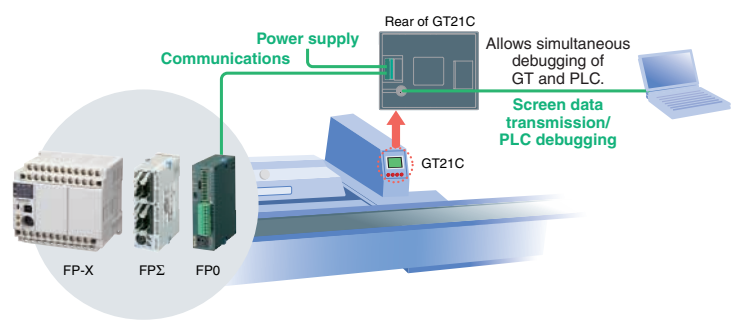 Rear of GT21C
Power supply
Communications
Allows simultaneous
debugging of
GT and PLC.
Screen data
transmission/
PLC debugging
GT21C
FP-X
FPΣ
FP0